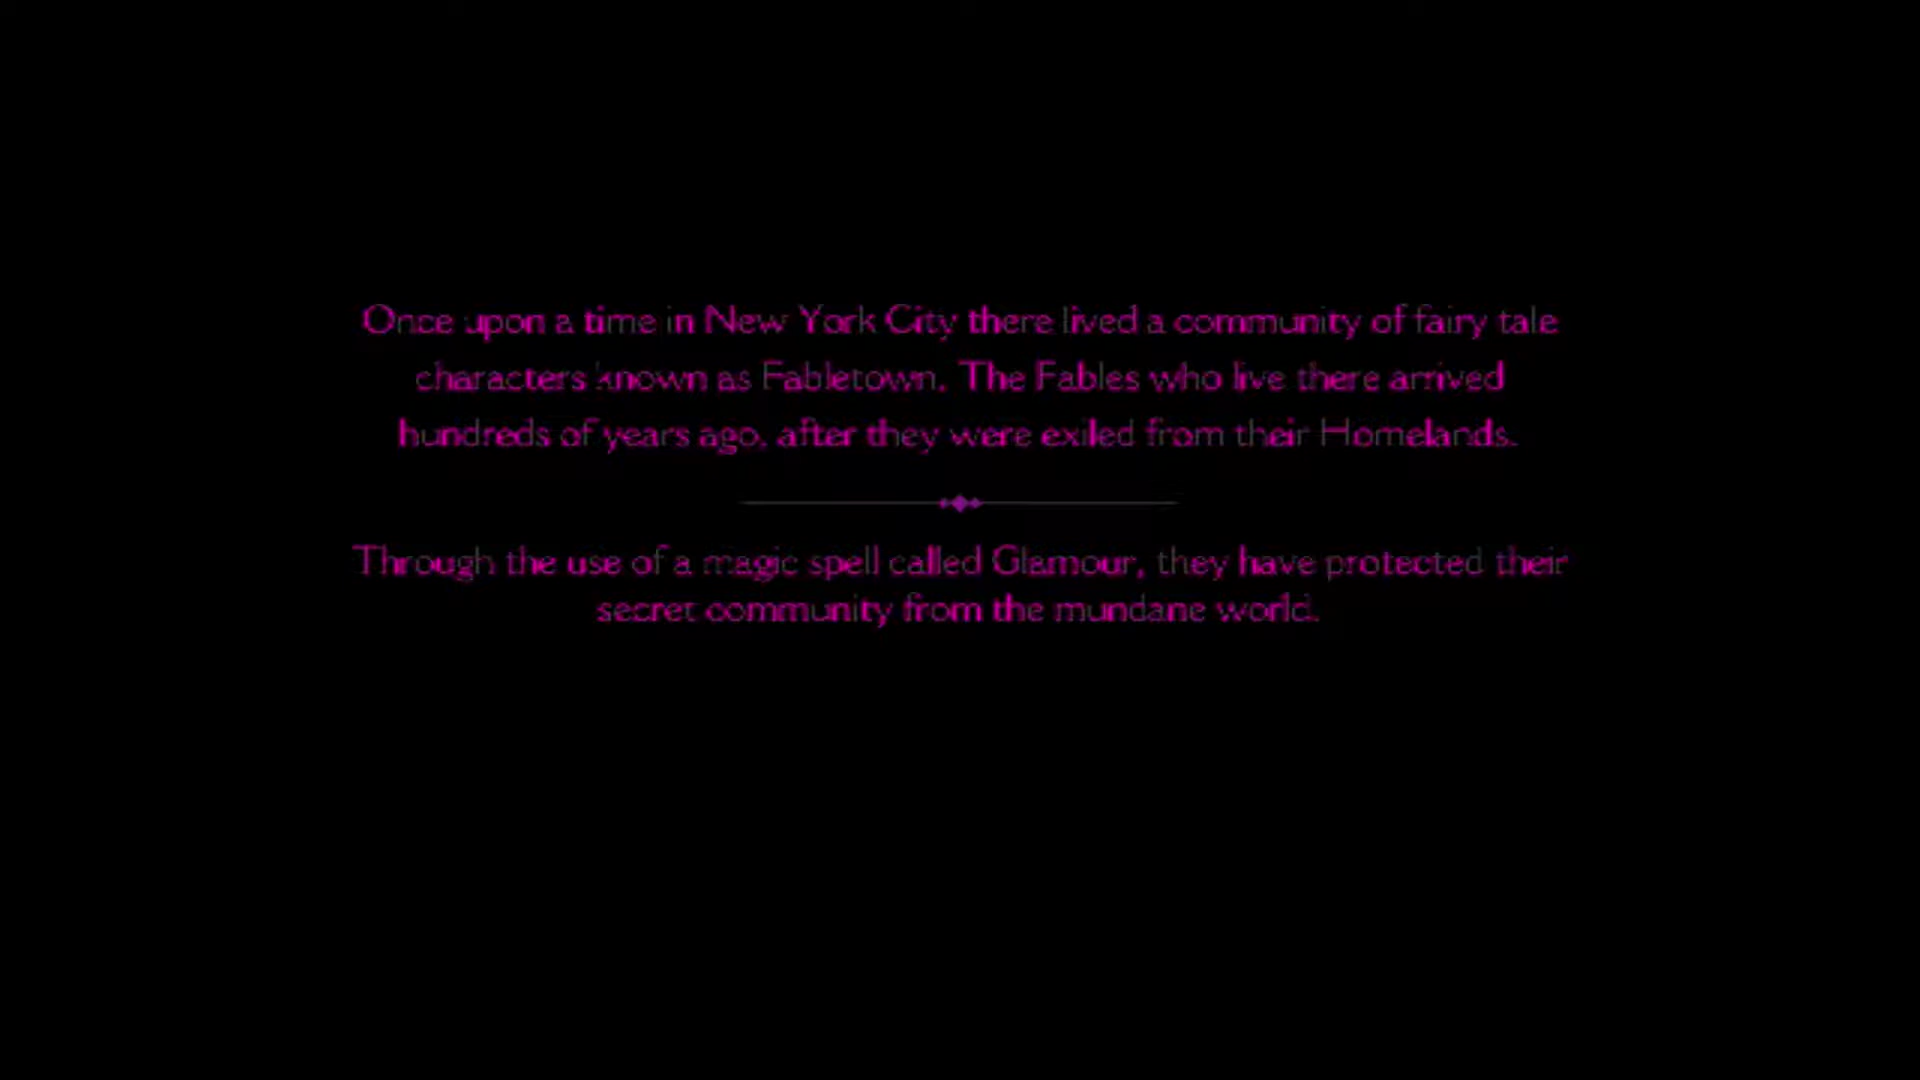 Once upon a time in New York City there lived a community of fairy tale
characters known as Fabletown. The Fables who live there arrived
hundreds of years ago, after they were exiled from their Homelands.
Through the use of a magic spell called Glamour, they have protected their
secret community from the mundane world.